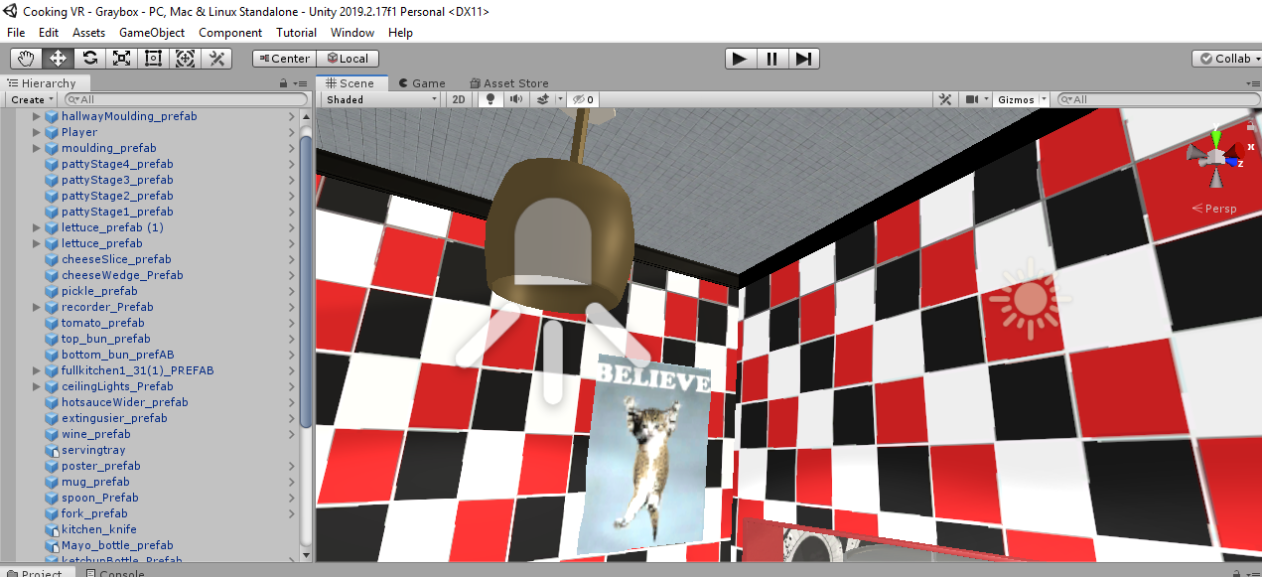 Cooking VR - Graybox - PC, Mac & Linux Standalone - Unity 2019.2.17f1 Personal <DX11>
File Edit Assets GameObject Component Tutorial Window Help
Center Local Collab
Hierarchy Scene Game Asset Store
Create All Shaded 2D 0 Gizmos All
hallwayMoulding_prefab
Player
moulding_prefab
pattyStage4_prefab
pattyStage3_prefab
pattyStage2_prefab
pattyStage1_prefab
lettuce_prefab (1)
lettuce_prefab
cheeseSlice_prefab
cheeseWedge_Prefab
pickle_prefab
recorder_Prefab
tomato_prefab
top_bun_prefab
bottom_bun_prefAB
fullkitchen1_31(1)_PREFAB
ceilingLights_Prefab
hotsauceWider_prefab
extingusier_prefab
wine_prefab
servingtray
poster_prefab
mug_prefab
spoon_Prefab
fork_prefab
kitchen_knife
Mayo_bottle_prefab
ketchupBottle_Prefab
Project Console
y
x
z
Persp
BELIEVE